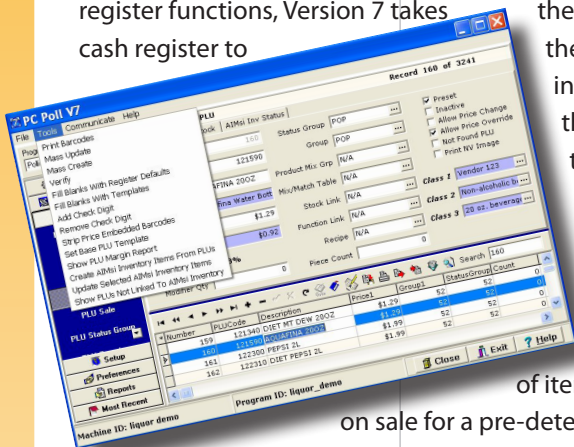 register functions, Version 7 takes
cash register to
the
the
in
th
t
PC Poll V7
File Tools Communicate Help
Record 160 of 3241
Print Barcodes
Mass Update
Mass Create
Verify
Fill Blanks With Register Defaults
Fill Blanks With Templates
Add Check Digit
Remove Check Digit
Strip Price Embedded Barcodes
Set Base PLU Template
Show PLU Margin Report
Create AIMsi Inventory Items From PLUs
Update Selected AIMsi Inventory Items
Show PLUs Not Linked To AIMsi Inventory
PLU
ock AIMsi Inv Status
160
121590
AFINA 20OZ
fina Water Bott
$1.29
$0.92
0%
Modifier Qty 0
Status Group POP
Group POP
Product Mix Grp N/A
Mix/Match Table N/A
Stock Link N/A
Function Link N/A
Recipe N/A
Piece Count 0
Preset
Inactive
Allow Price Change
Allow Price Override
Not Found PLU
Print NV Image
Class 1 Vendor 123
Class 2 Non-alcoholic b...
Class 3 20 oz. beverag
PLU Sale
PLU Status Group
Setup
Preferences
Reports
Most Recent
Search 160
Number PLUCode Description Price1 Group1 StatusGroup Count
159 121340 DIET MT DEW 20OZ $1.29 52 52 0
160 121590 AQUAFINA 20OZ $1.29 52 52 0
161 122300 PEPSI 2L $1.99 52 52 0
162 122310 DIET PEPSI 2L $1.99 52 52 0
Close Exit Help
Machine ID: liquor demo Program ID: liquor_demo
of ite
on sale for a pre-dete